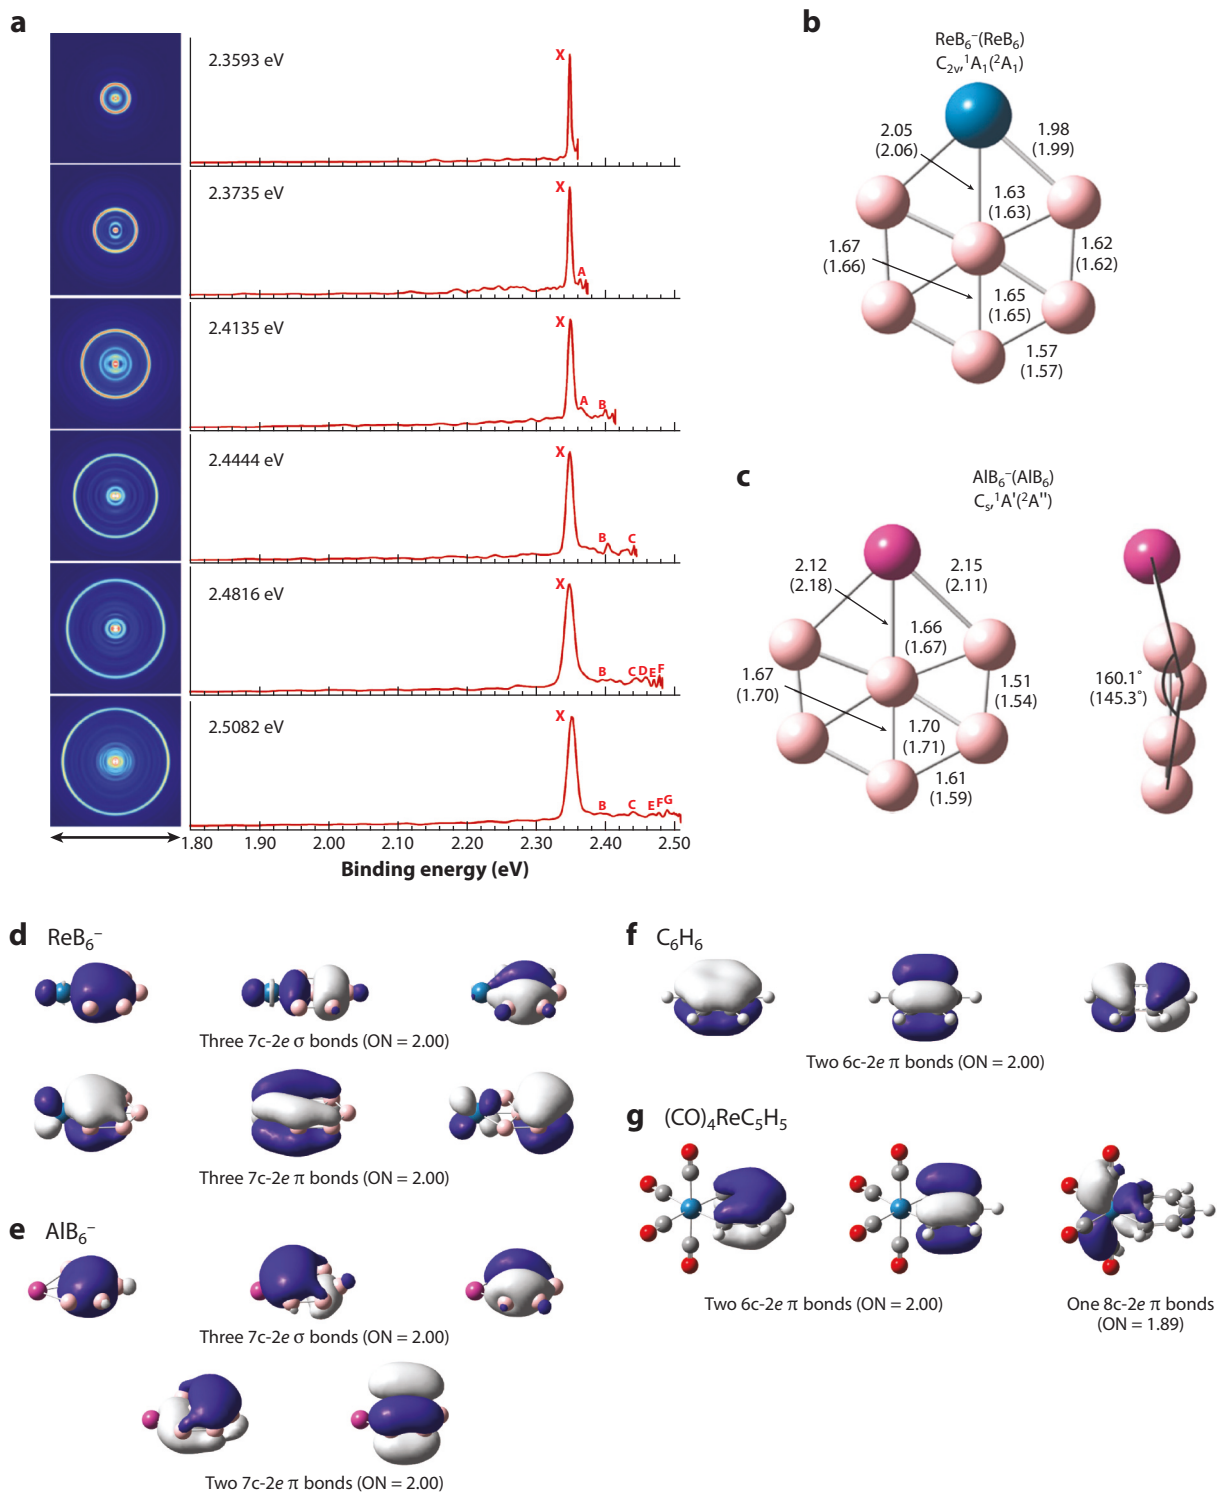 a
2.3593 eV
X
2.3735 eV
X
A
2.4135 eV
X
A
B
2.4444 eV
X
B
C
2.4816 eV
X
B
C
D
E
F
2.5082 eV
X
B
C
E
F
G
1.80 1.90 2.00 2.10 2.20 2.30 2.40 2.50
Binding energy (eV)
b
ReB₆⁻(ReB₆)
C₂ᵥ,¹A₁(²A₁)
2.05
(2.06)
1.98
(1.99)
1.63
(1.63)
1.67
(1.66)
1.62
(1.62)
1.65
(1.65)
1.57
(1.57)
c
AlB₆⁻(AlB₆)
Cₛ,¹A'(²A")
2.12
(2.18)
2.15
(2.11)
1.66
(1.67)
1.67
(1.70)
1.51
(1.54)
1.70
(1.71)
1.61
(1.59)
160.1°
(145.3°)
d ReB₆⁻
Three 7c-2e σ bonds (ON = 2.00)
Three 7c-2e π bonds (ON = 2.00)
e AlB₆⁻
Three 7c-2e σ bonds (ON = 2.00)
Two 7c-2e π bonds (ON = 2.00)
f C₆H₆
Two 6c-2e π bonds (ON = 2.00)
g (CO)₄ReC₅H₅
Two 6c-2e π bonds (ON = 2.00)
One 8c-2e π bonds
(ON = 1.89)